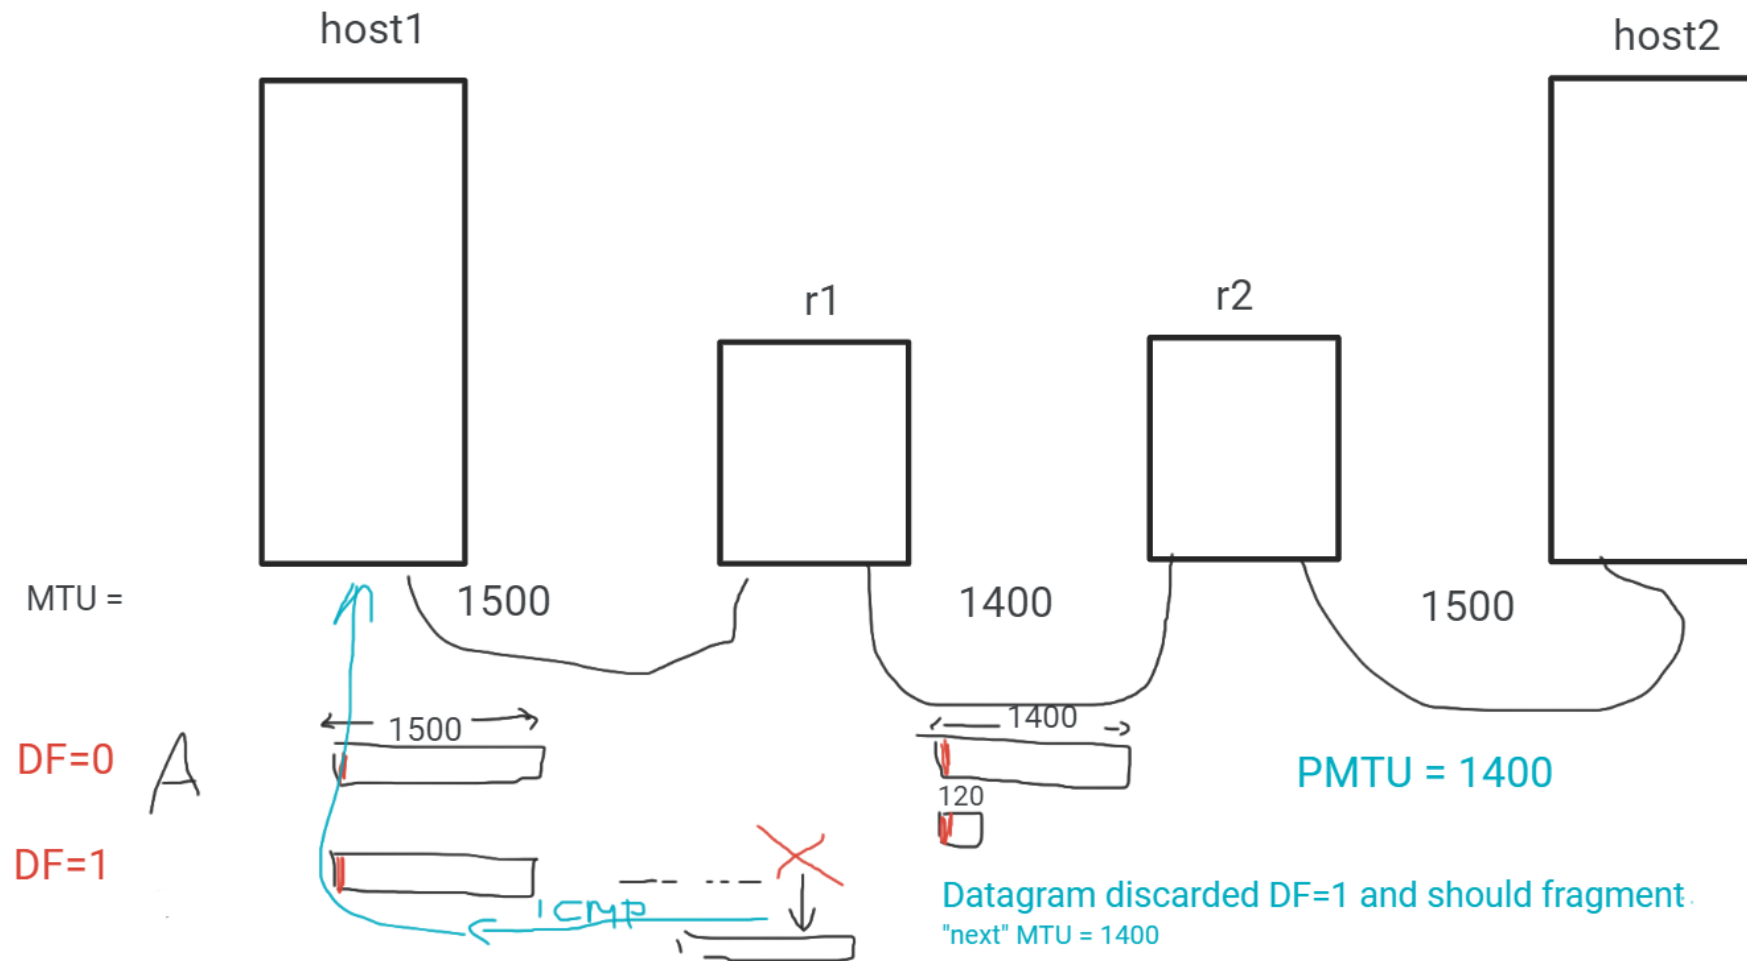 host1
host2
r1
r2
MTU =
1500
1400
1500
1500
1400
DF=0
A
PMTU = 1400
120
DF=1
Datagram discarded DF=1 and should fragment.
ICMP
"next" MTU = 1400